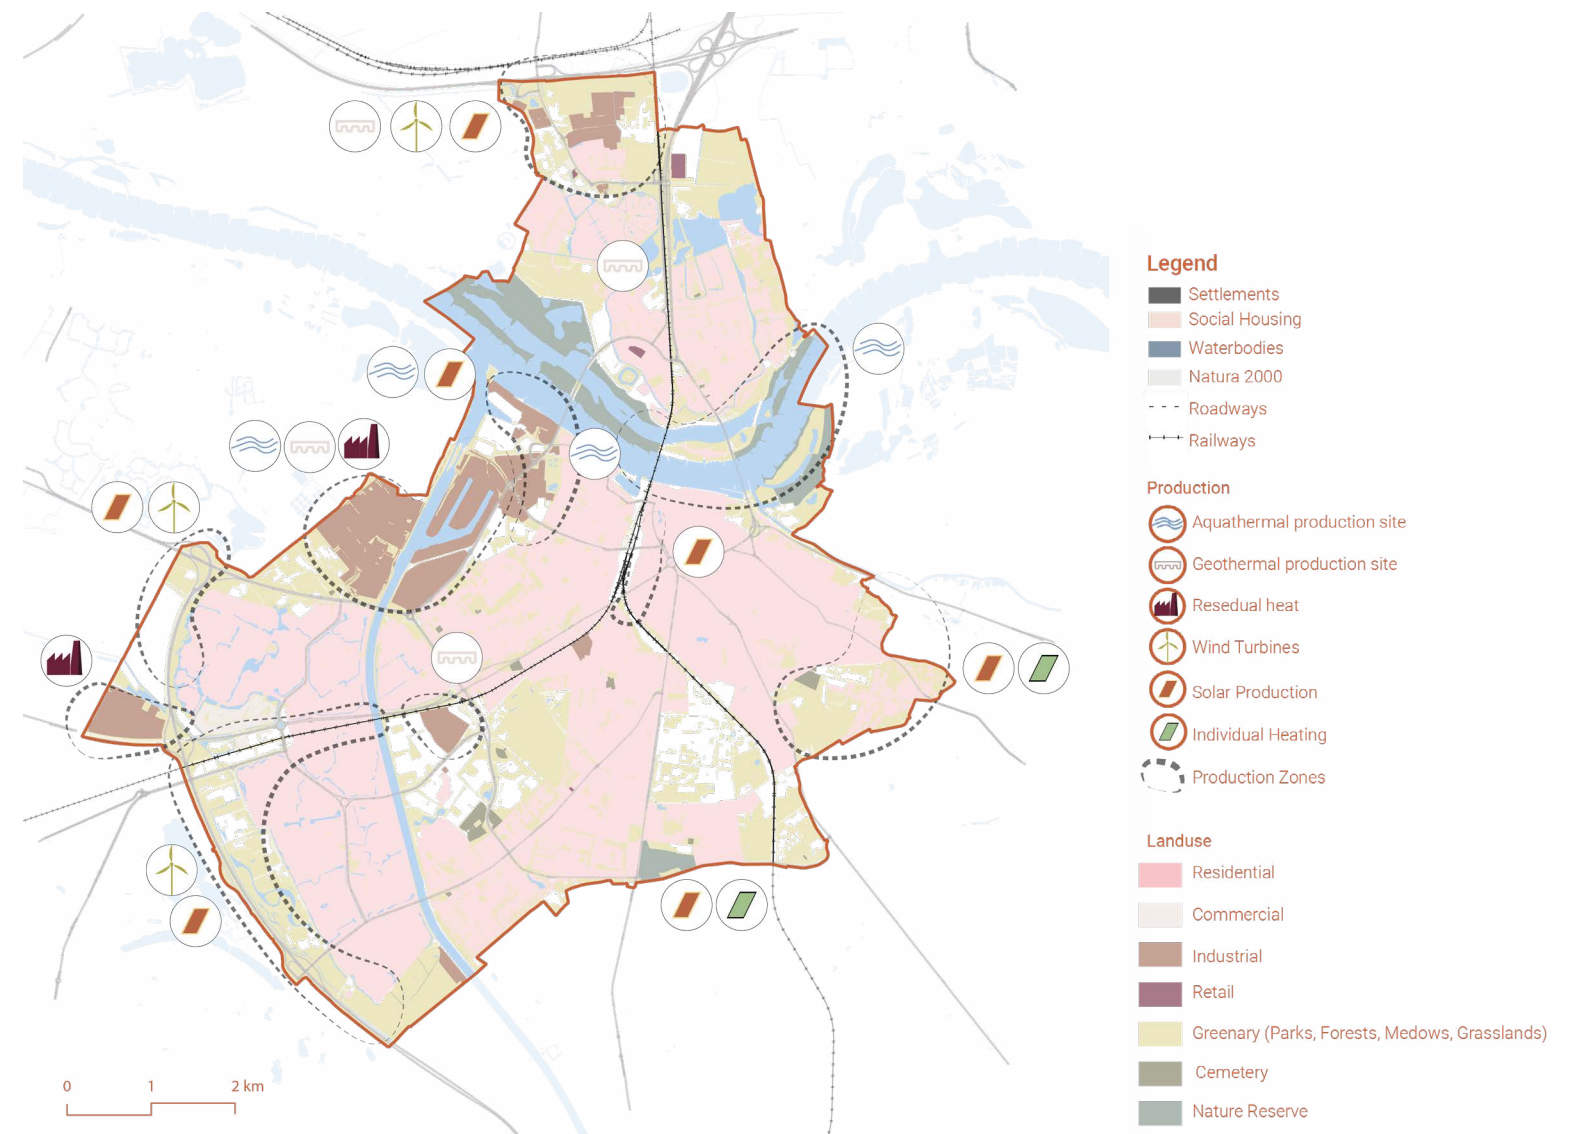 Legend
Settlements
Social Housing
Waterbodies
Natura 2000
Roadways
Railways
Production
Aquathermal production site
Geothermal production site
Resedual heat
Wind Turbines
Solar Production
Individual Heating
Production Zones
Landuse
Residential
Commercial
Industrial
Retail
Greenary (Parks, Forests, Medows, Grasslands)
Cemetery
Nature Reserve
0 1 2 km